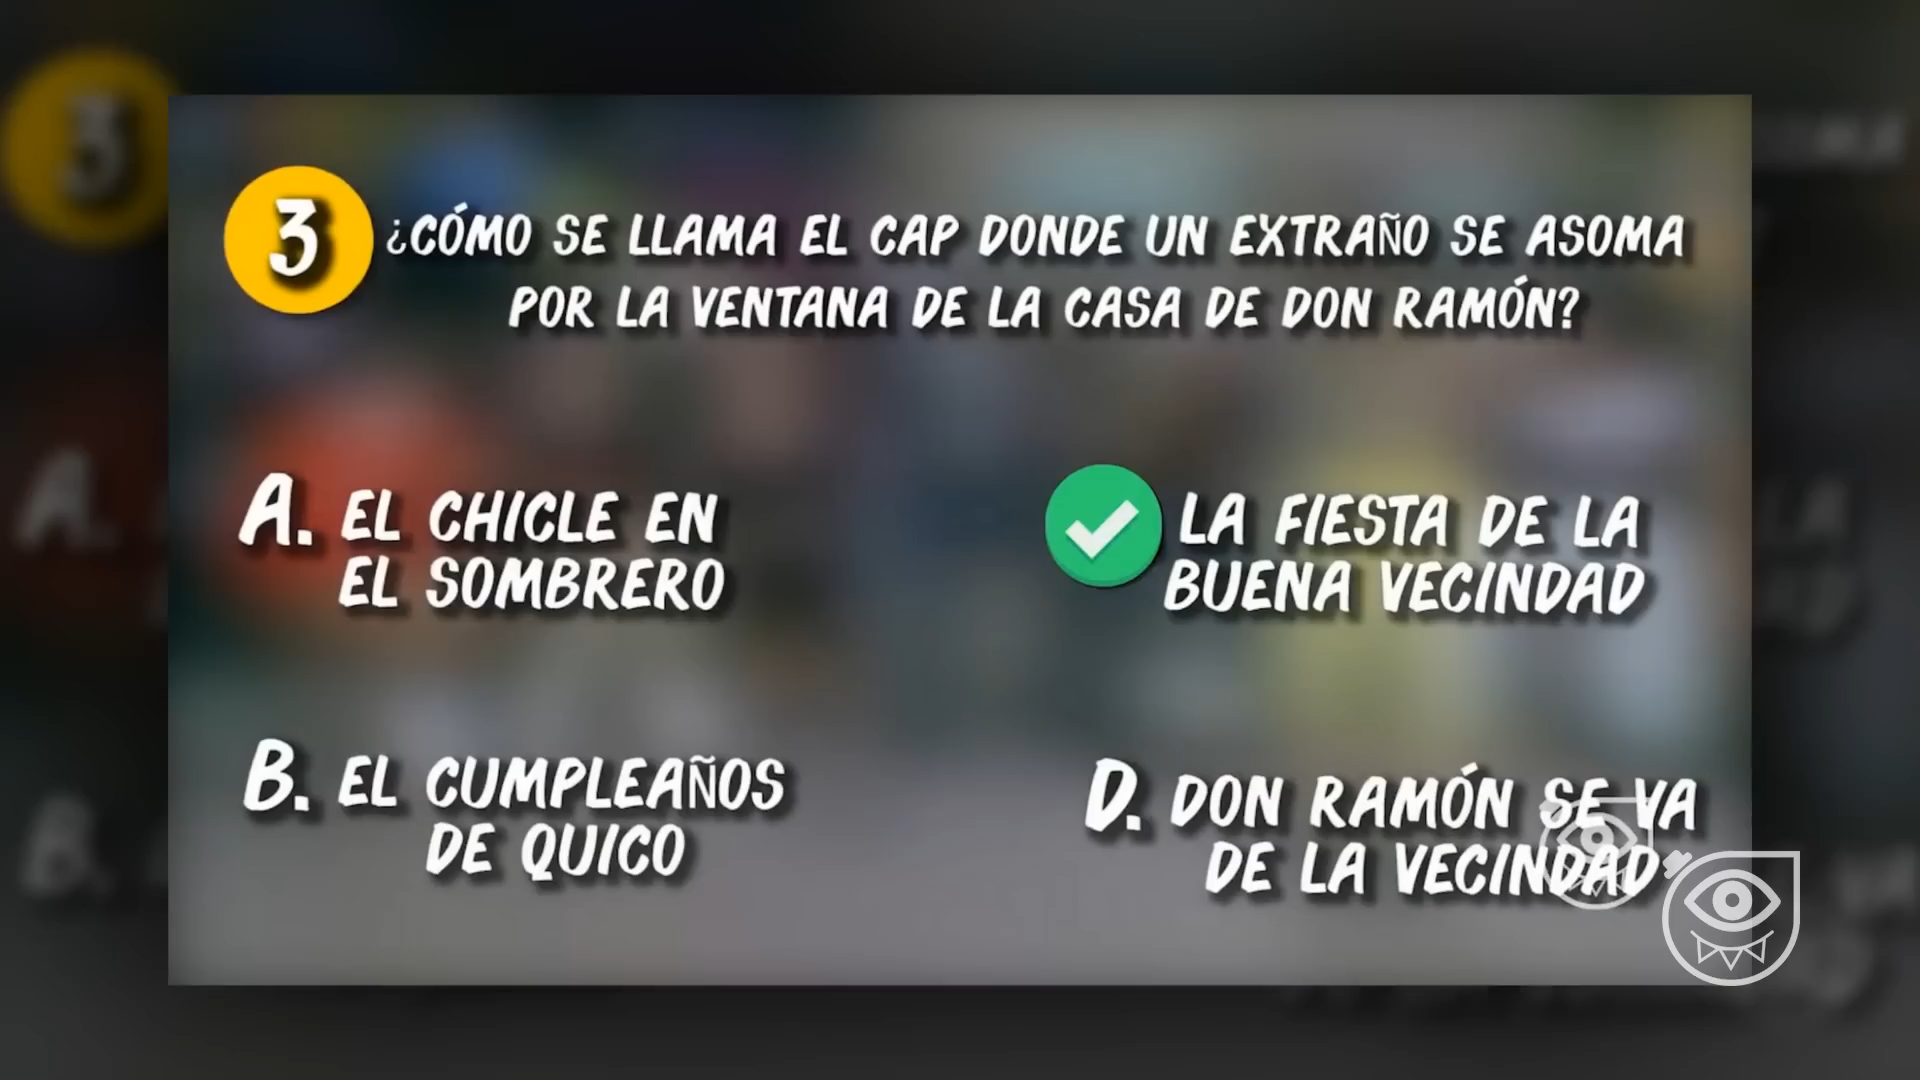 3
¿CÓMO SE LLAMA EL CAP DONDE UN EXTRAÑO SE ASOMA
POR LA VENTANA DE LA CASA DE DON RAMÓN?
A. EL CHICLE EN
EL SOMBRERO
LA FIESTA DE LA
BUENA VECINDAD
B. EL CUMPLEAÑOS
DE QUICO
D. DON RAMÓN SE VA
DE LA VECINDAD